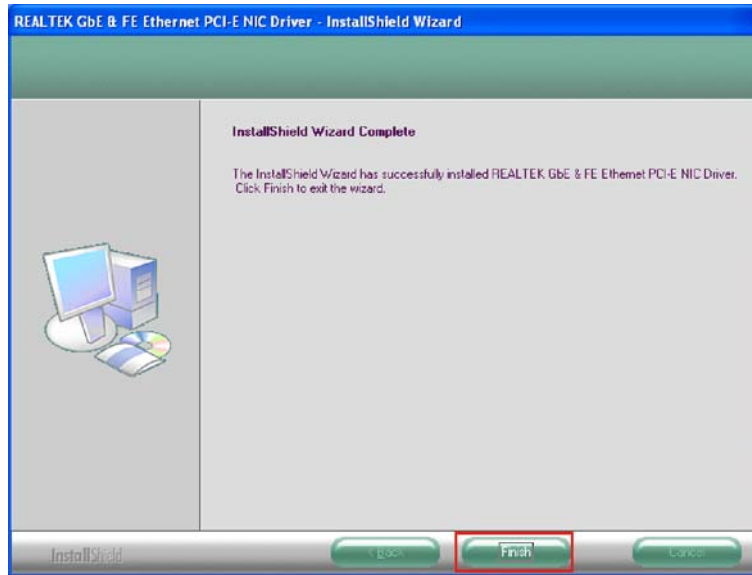 REALTEK GbE & FE Ethernet PCI-E NIC Driver - InstallShield Wizard
InstallShield Wizard Complete
The InstallShield Wizard has successfully installed REALTEK GbE & FE Ethernet PCI-E NIC Driver.
Click Finish to exit the wizard.
InstallShield
< Back
Finish
Cancel